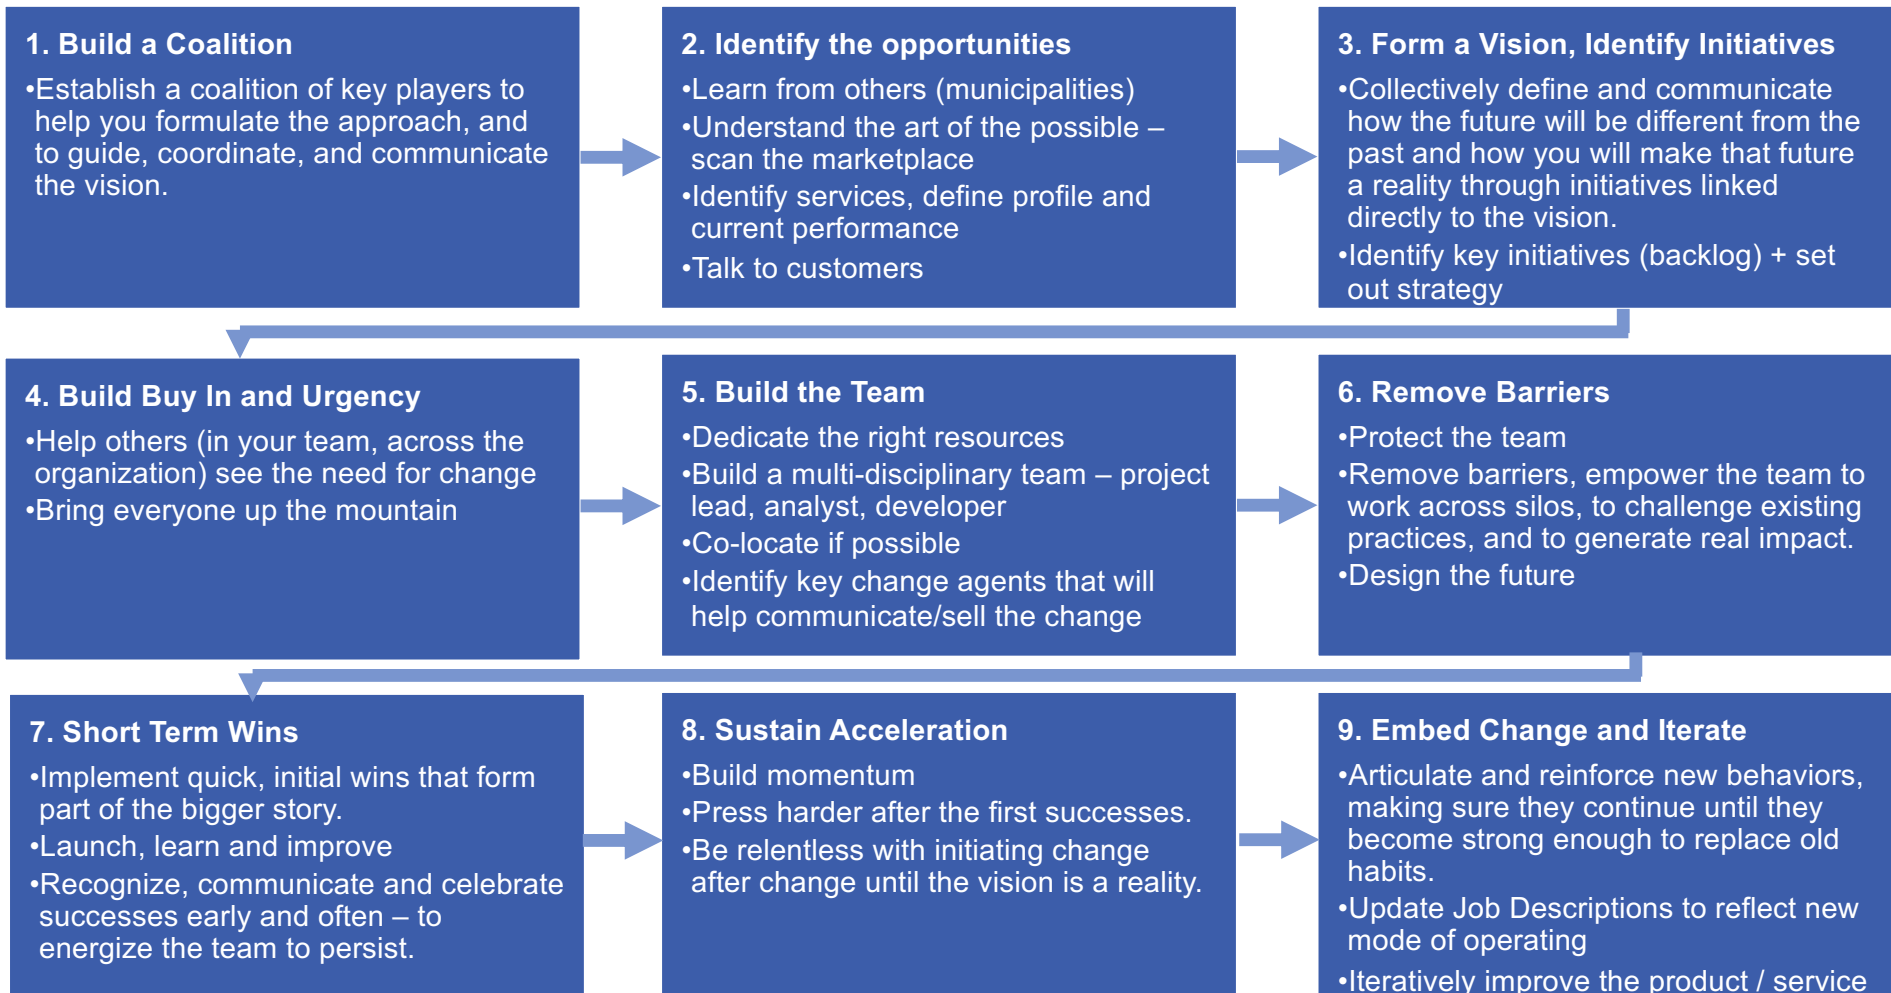 1. Build a Coalition
•Establish a coalition of key players to
help you formulate the approach, and
to guide, coordinate, and communicate
the vision.
2. Identify the opportunities
•Learn from others (municipalities)
•Understand the art of the possible –
scan the marketplace
•Identify services, define profile and
current performance
•Talk to customers
3. Form a Vision, Identify Initiatives
•Collectively define and communicate
how the future will be different from the
past and how you will make that future
a reality through initiatives linked
directly to the vision.
•Identify key initiatives (backlog) + set
out strategy
4. Build Buy In and Urgency
•Help others (in your team, across the
organization) see the need for change
•Bring everyone up the mountain
5. Build the Team
•Dedicate the right resources
•Build a multi-disciplinary team – project
lead, analyst, developer
•Co-locate if possible
•Identify key change agents that will
help communicate/sell the change
6. Remove Barriers
•Protect the team
•Remove barriers, empower the team to
work across silos, to challenge existing
practices, and to generate real impact.
•Design the future
7. Short Term Wins
•Implement quick, initial wins that form
part of the bigger story.
•Launch, learn and improve
•Recognize, communicate and celebrate
successes early and often – to
energize the team to persist.
8. Sustain Acceleration
•Build momentum
•Press harder after the first successes.
•Be relentless with initiating change
after change until the vision is a reality.
9. Embed Change and Iterate
•Articulate and reinforce new behaviors,
making sure they continue until they
become strong enough to replace old
habits.
•Update Job Descriptions to reflect new
mode of operating
•Iteratively improve the product / service